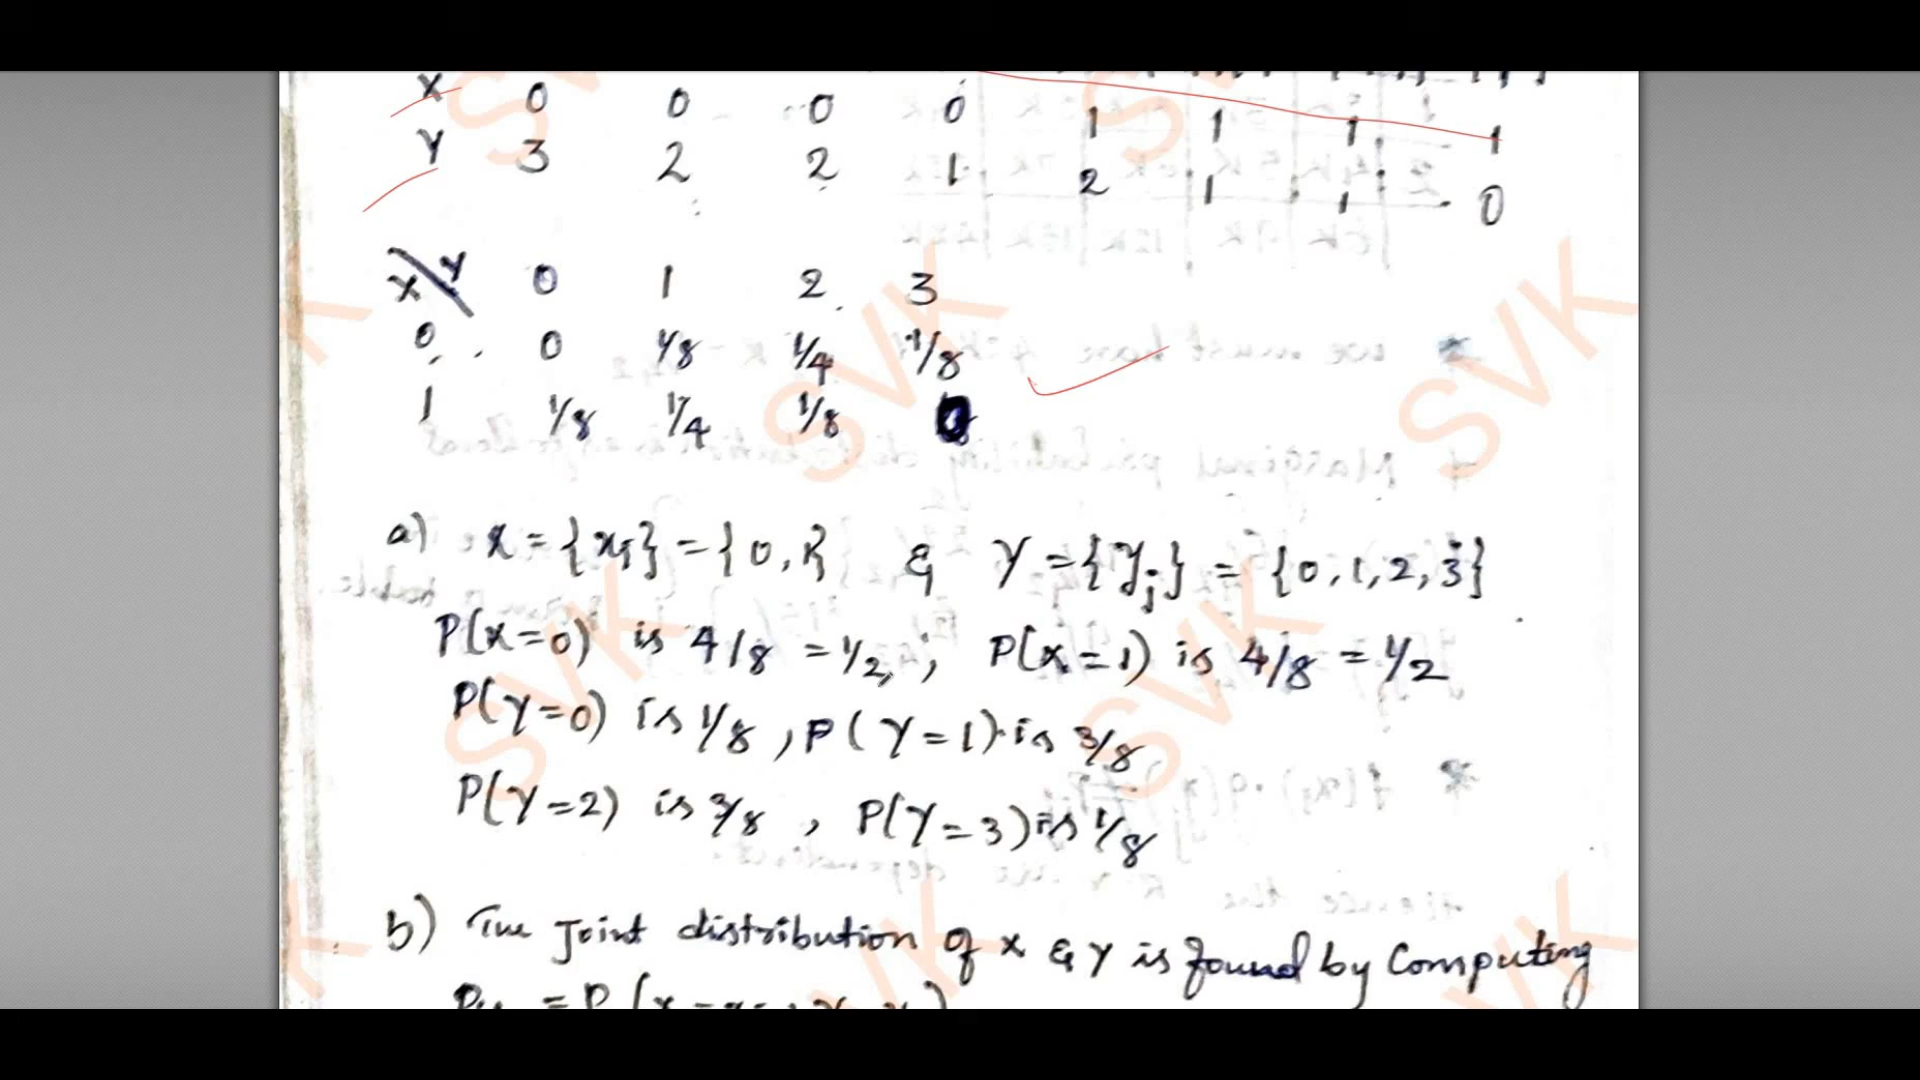 X 0 0 0 0 1 1 1 1
Y 3 2 2 1 2 1 1 0
X\Y 0 1 2 3
0 0 1/8 1/4 1/8
1 1/8 1/4 1/8 0
a) X = {xi} = {0, 1} & Y = {yj} = {0, 1, 2, 3}
P(X=0) is 4/8 = 1/2, ; P(X=1) is 4/8 = 1/2
P(Y=0) is 1/8, P(Y=1) is 3/8
P(Y=2) is 3/8, P(Y=3) is 1/8
b) The Joint distribution of X & Y is found by Computing
SVK